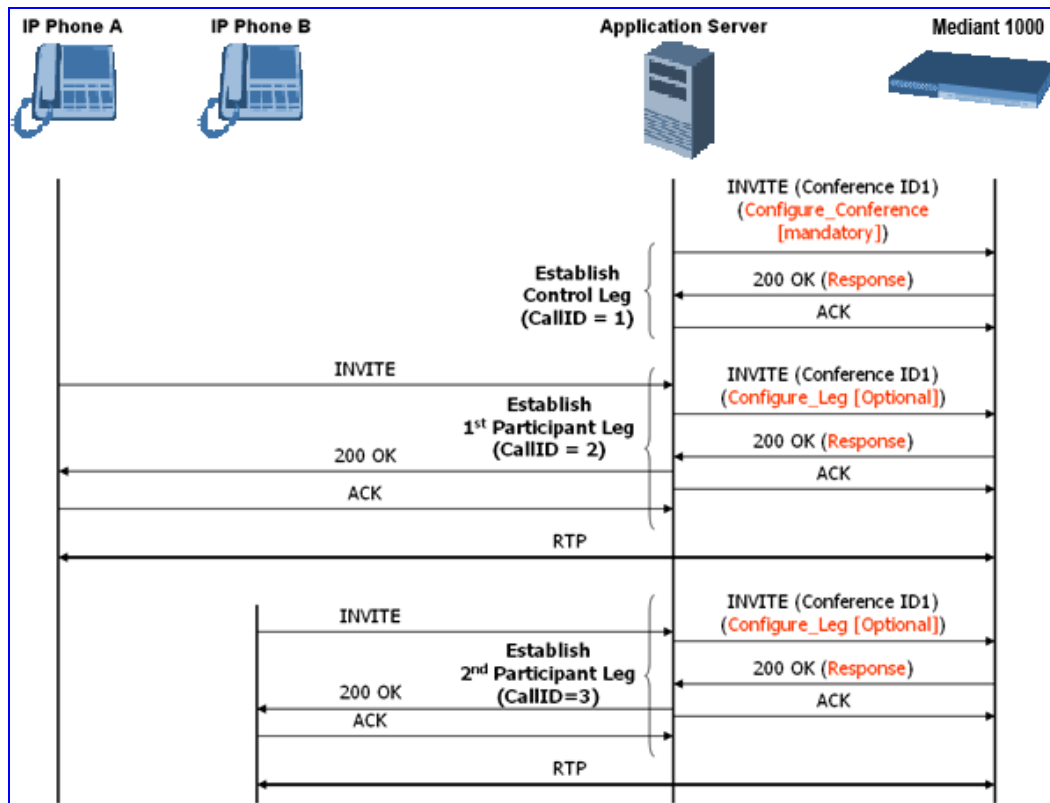 IP Phone A
IP Phone B
Application Server
Mediant 1000
INVITE (Conference ID1)
(Configure_Conference
[mandatory])
Establish
Control Leg
(CallID = 1)
200 OK (Response)
ACK
INVITE
INVITE (Conference ID1)
(Configure_Leg [Optional])
Establish
1st Participant Leg
(CallID = 2)
200 OK (Response)
200 OK
ACK
ACK
RTP
INVITE
INVITE (Conference ID1)
(Configure_Leg [Optional])
Establish
2nd Participant Leg
(CallID=3)
200 OK (Response)
200 OK
ACK
ACK
RTP